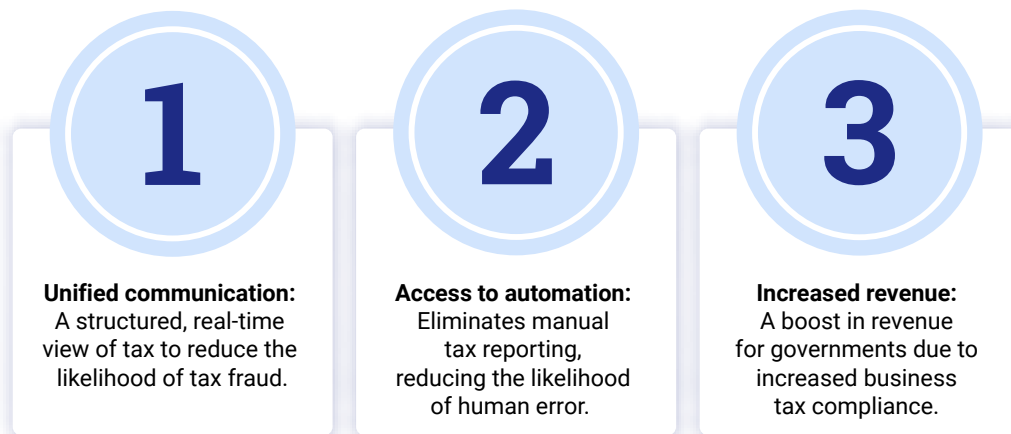 1
Unified communication:
A structured, real-time
view of tax to reduce the
likelihood of tax fraud.
2
Access to automation:
Eliminates manual
tax reporting,
reducing the likelihood
of human error.
3
Increased revenue:
A boost in revenue
for governments due to
increased business
tax compliance.